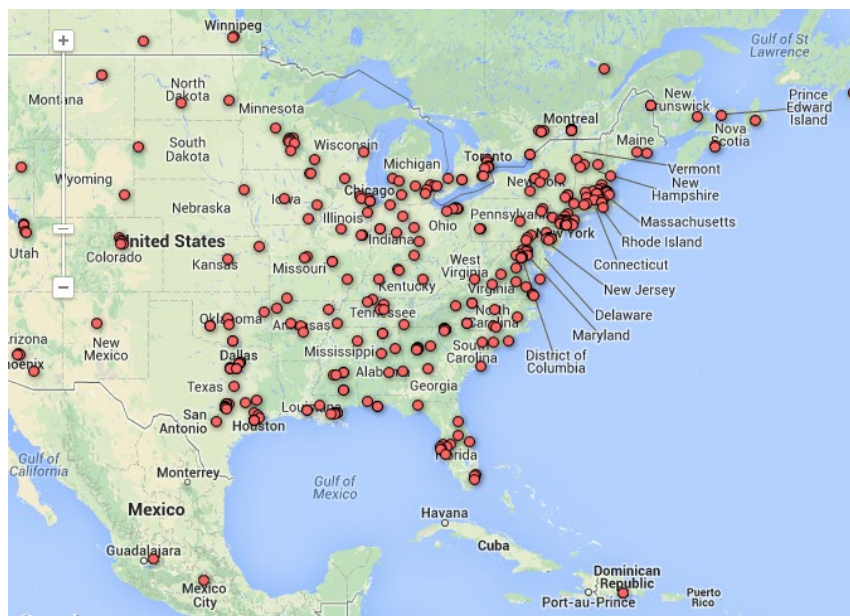 Winnipeg
Gulf of St
Lawrence
North
Dakota
Montana
Minnesota
Montreal
New
Brunswick
Prince
Edward
Island
Nova
Scotia
Maine
South
Dakota
Wisconsin
Michigan
Toronto
Vermont
New
Hampshire
Wyoming
Chicago
New York
Nebraska
Iowa
Illinois
Ohio
Pennsylvania
Massachusetts
Indiana
New York
Rhode Island
United States
Utah
Colorado
Kansas
Missouri
West
Virginia
Connecticut
Kentucky
Virginia
New Jersey
Oklahoma
Tennessee
North
Carolina
Delaware
Arkansas
Maryland
Arizona
New
Mexico
Phoenix
Dallas
Mississippi
South
Carolina
District of
Columbia
Texas
Alabama
Georgia
San
Antonio
Louisiana
Houston
Gulf of
California
Florida
Monterrey
Gulf of
Mexico
Mexico
Havana
Cuba
Guadalajara
Mexico
City
Dominican
Republic
Port-au-Prince
Puerto
Rico